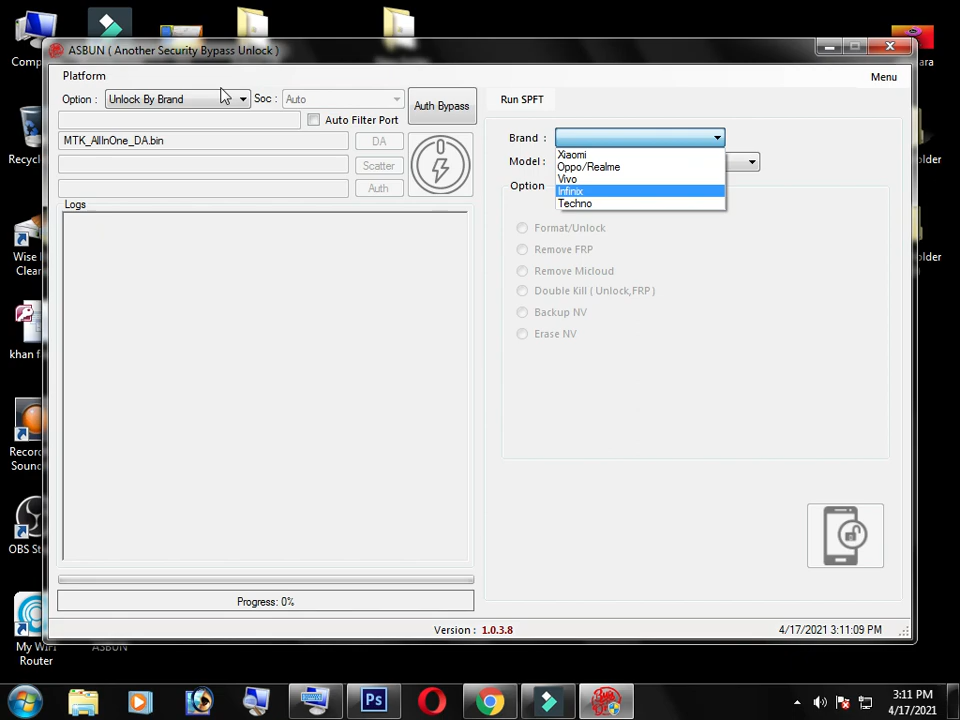 Comp
ASBUN ( Another Security Bypass Unlock )
Platform
Menu
Option :
Unlock By Brand
Soc :
Auto
Auth Bypass
Run SPFT
Auto Filter Port
MTK_AllInOne_DA.bin
DA
Scatter
Auth
Brand :
Xiaomi
Oppo/Realme
Vivo
Infinix
Techno
Model :
Option
Format/Unlock
Remove FRP
Remove Micloud
Double Kill ( Unlock,FRP )
Backup NV
Erase NV
Logs
Progress: 0%
Version : 1.0.3.8
4/17/2021 3:11:09 PM
ara
Recyc
Wise
Clean
older
khan f
Record
Sound
OBS St
My WiFi
Router
ASBUN
Ps
3:11 PM
4/17/2021